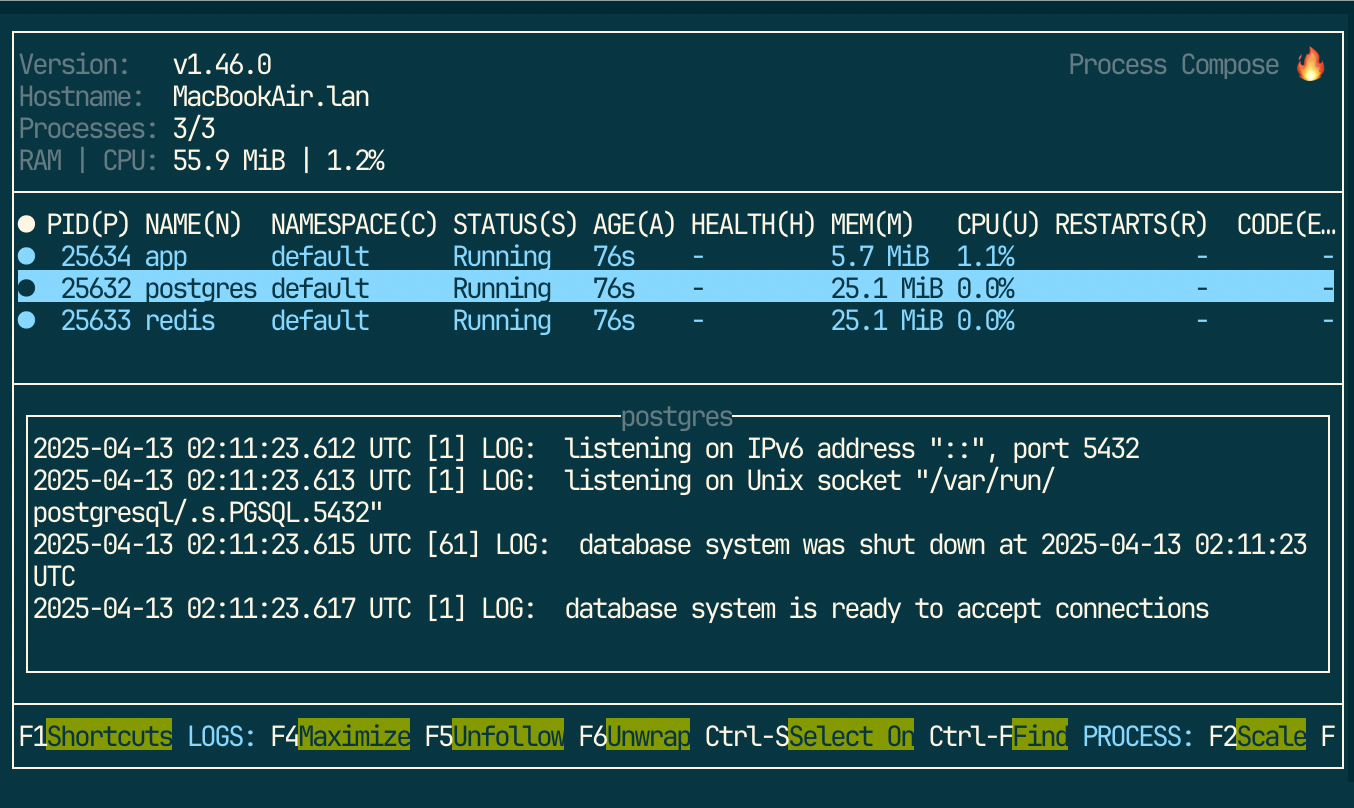 Version: v1.46.0 Process Compose 🔥
Hostname: MacBookAir.lan
Processes: 3/3
RAM | CPU: 55.9 MiB | 1.2%
● PID(P) NAME(N) NAMESPACE(C) STATUS(S) AGE(A) HEALTH(H) MEM(M) CPU(U) RESTARTS(R) CODE(E…
● 25634 app default Running 76s - 5.7 MiB 1.1% - -
● 25632 postgres default Running 76s - 25.1 MiB 0.0% - -
● 25633 redis default Running 76s - 25.1 MiB 0.0% - -
postgres
2025-04-13 02:11:23.612 UTC [1] LOG:  listening on IPv6 address "::", port 5432
2025-04-13 02:11:23.613 UTC [1] LOG:  listening on Unix socket "/var/run/
postgresql/.s.PGSQL.5432"
2025-04-13 02:11:23.615 UTC [61] LOG:  database system was shut down at 2025-04-13 02:11:23
UTC
2025-04-13 02:11:23.617 UTC [1] LOG:  database system is ready to accept connections
F1Shortcuts LOGS: F4Maximize F5Unfollow F6Unwrap Ctrl-SSelect On Ctrl-FFind PROCESS: F2Scale F